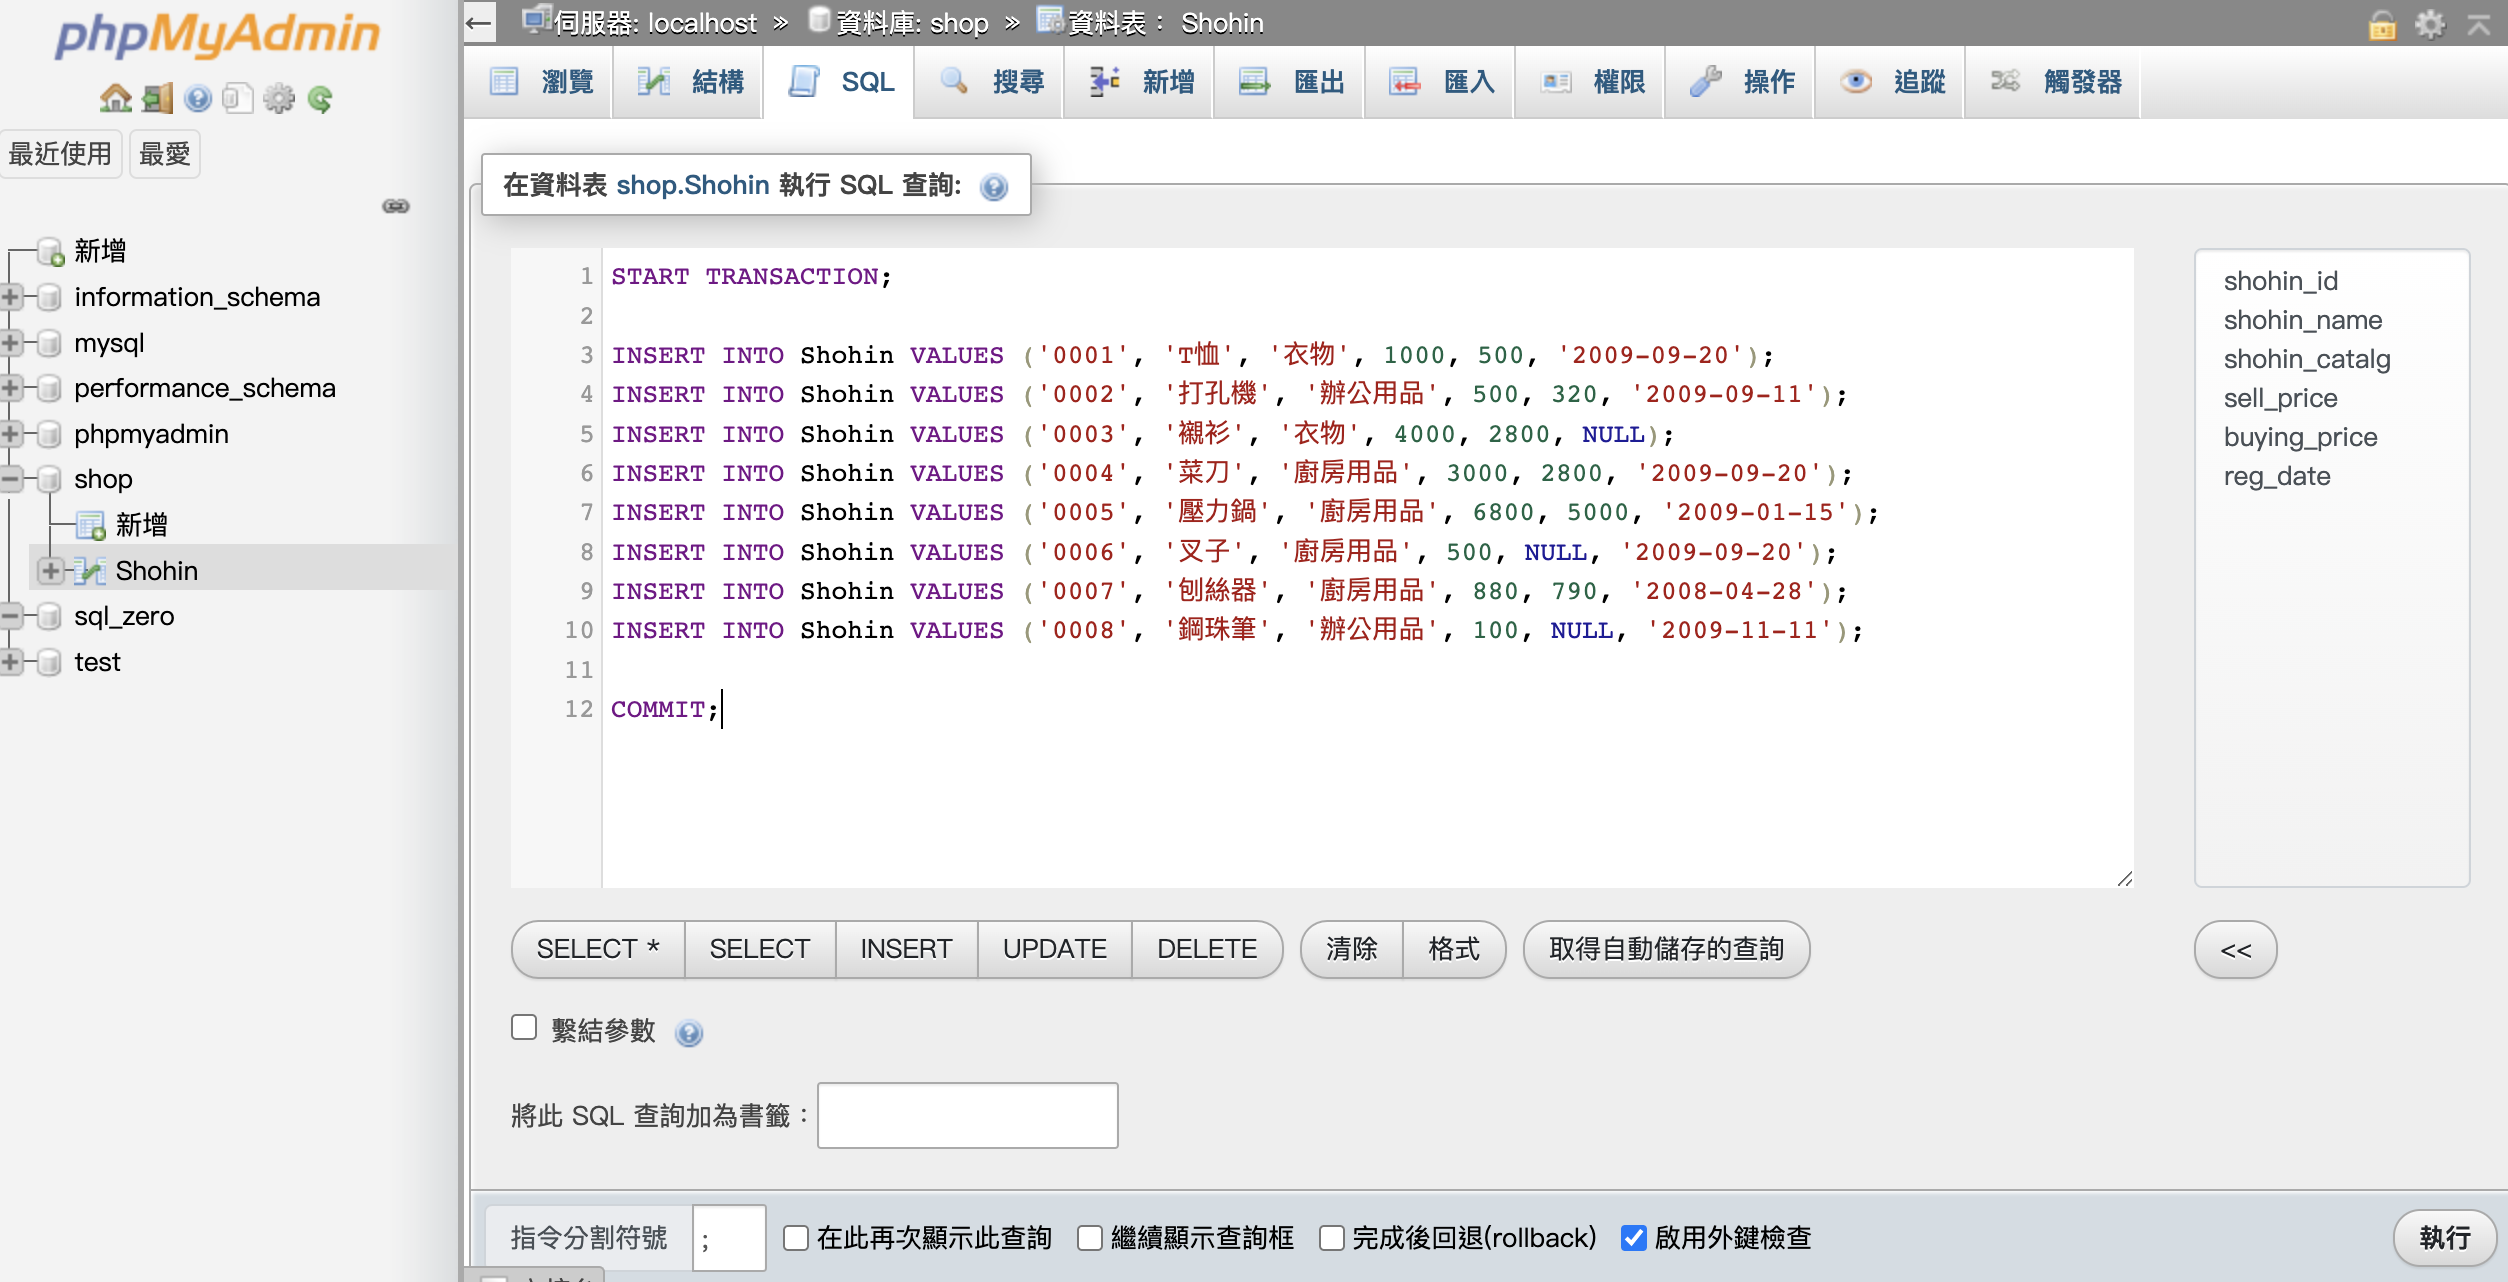 phpMyAdmin
最近使用 最愛
新增
information_schema
mysql
performance_schema
phpmyadmin
shop
新增
Shohin
sql_zero
test
伺服器: localhost » 資料庫: shop » 資料表： Shohin
瀏覽 結構 SQL 搜尋 新增 匯出 匯入 權限 操作 追蹤 觸發器
在資料表 shop.Shohin 執行 SQL 查詢:
1 START TRANSACTION;
2
3 INSERT INTO Shohin VALUES ('0001', 'T恤', '衣物', 1000, 500, '2009-09-20');
4 INSERT INTO Shohin VALUES ('0002', '打孔機', '辦公用品', 500, 320, '2009-09-11');
5 INSERT INTO Shohin VALUES ('0003', '襯衫', '衣物', 4000, 2800, NULL);
6 INSERT INTO Shohin VALUES ('0004', '菜刀', '廚房用品', 3000, 2800, '2009-09-20');
7 INSERT INTO Shohin VALUES ('0005', '壓力鍋', '廚房用品', 6800, 5000, '2009-01-15');
8 INSERT INTO Shohin VALUES ('0006', '叉子', '廚房用品', 500, NULL, '2009-09-20');
9 INSERT INTO Shohin VALUES ('0007', '刨絲器', '廚房用品', 880, 790, '2008-04-28');
10 INSERT INTO Shohin VALUES ('0008', '鋼珠筆', '辦公用品', 100, NULL, '2009-11-11');
11
12 COMMIT;
shohin_id
shohin_name
shohin_catalg
sell_price
buying_price
reg_date
SELECT * SELECT INSERT UPDATE DELETE 清除 格式 取得自動儲存的查詢 <<
繫結參數
將此 SQL 查詢加為書籤：
指令分割符號 ; 在此再次顯示此查詢 繼續顯示查詢框 完成後回退(rollback) 啟用外鍵檢查 執行